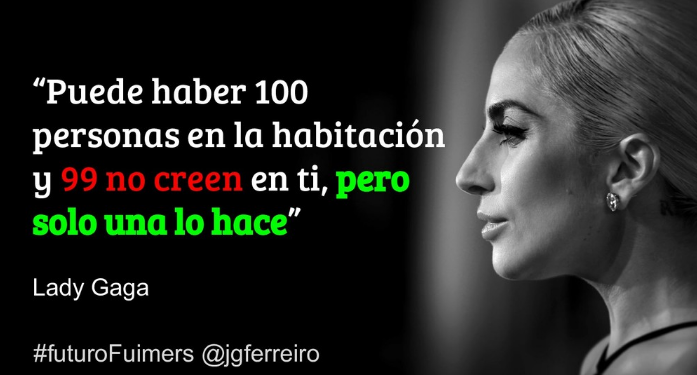 “Puede haber 100
personas en la habitación
y 99 no creen en ti, pero
solo una lo hace”
Lady Gaga
#futuroFuimers @jgferreiro